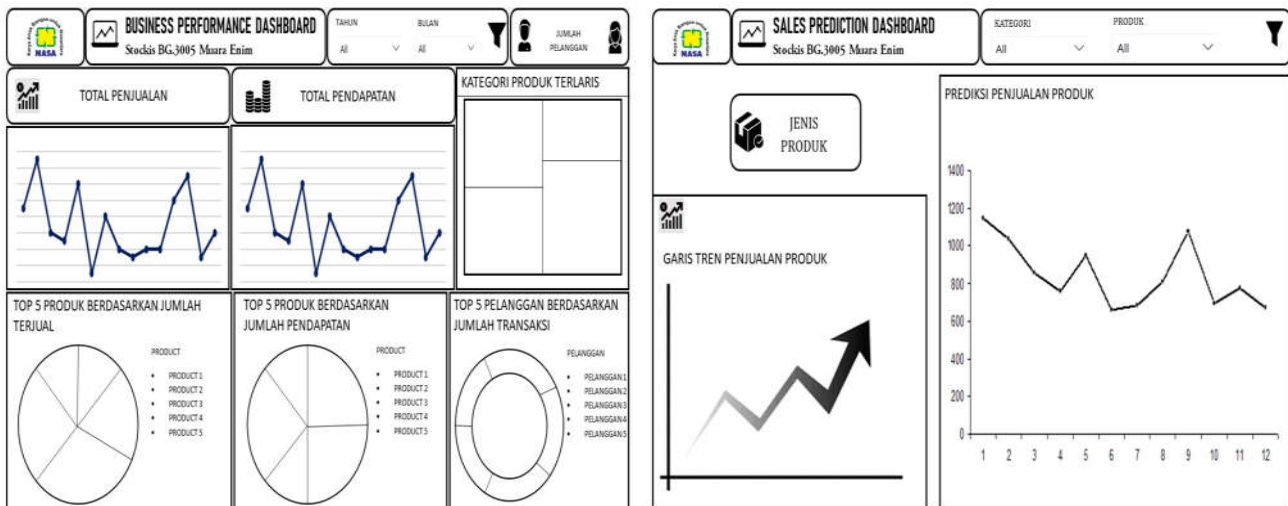 NASA
BUSINESS PERFORMANCE DASHBOARD
Stockis BG.3005 Muara Enim
TAHUN
All
BULAN
All
JUMLAH
PELANGGAN
TOTAL PENJUALAN
TOTAL PENDAPATAN
KATEGORI PRODUK TERLARIS
TOP 5 PRODUK BERDASARKAN JUMLAH
TERJUAL
PRODUCT
PRODUCT 1
PRODUCT 2
PRODUCT 3
PRODUCT 4
PRODUCT 5
TOP 5 PRODUK BERDASARKAN
JUMLAH PENDAPATAN
PRODUCT
PRODUCT 1
PRODUCT 2
PRODUCT 3
PRODUCT 4
PRODUCT 5
TOP 5 PELANGGAN BERDASARKAN
JUMLAH TRANSAKSI
PELANGGAN
PELANGGAN 1
PELANGGAN 2
PELANGGAN 3
PELANGGAN 4
PELANGGAN 5
NASA
SALES PREDICTION DASHBOARD
Stockis BG.3005 Muara Enim
KATEGORI
All
PRODUK
All
JENIS
PRODUK
GARIS TREN PENJUALAN PRODUK
PREDIKSI PENJUALAN PRODUK
1400
1200
1000
800
600
400
200
0
1 2 3 4 5 6 7 8 9 10 11 12